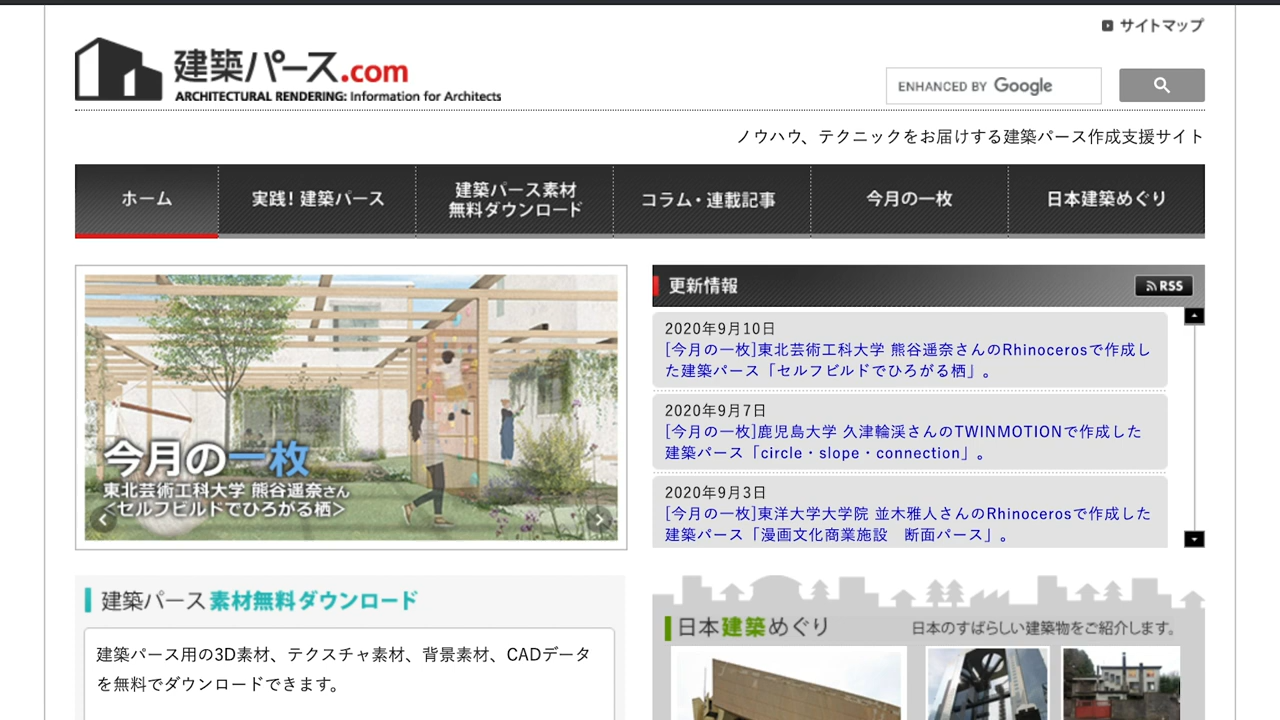 サイトマップ
建築パース.com
ARCHITECTURAL RENDERING: Information for Architects
ENHANCED BY Google
ノウハウ、テクニックをお届けする建築パース作成支援サイト
ホーム
実践！建築パース
建築パース素材
無料ダウンロード
コラム・連載記事
今月の一枚
日本建築めぐり
今月の一枚
東北芸術工科大学 熊谷遥奈さん
<セルフビルドでひろがる栖>
更新情報
RSS
2020年9月10日
[今月の一枚]東北芸術工科大学 熊谷遥奈さんのRhinocerosで作成し
た建築パース「セルフビルドでひろがる栖」。
2020年9月7日
[今月の一枚]鹿児島大学 久津輪渓さんのTWINMOTIONで作成した
建築パース「circle・slope・connection」。
2020年9月3日
[今月の一枚]東洋大学大学院 並木雅人さんのRhinocerosで作成した
建築パース「漫画文化商業施設　断面パース」。
建築パース素材無料ダウンロード
建築パース用の3D素材、テクスチャ素材、背景素材、CADデータ
を無料でダウンロードできます。
日本建築めぐり
日本のすばらしい建築物をご紹介します。